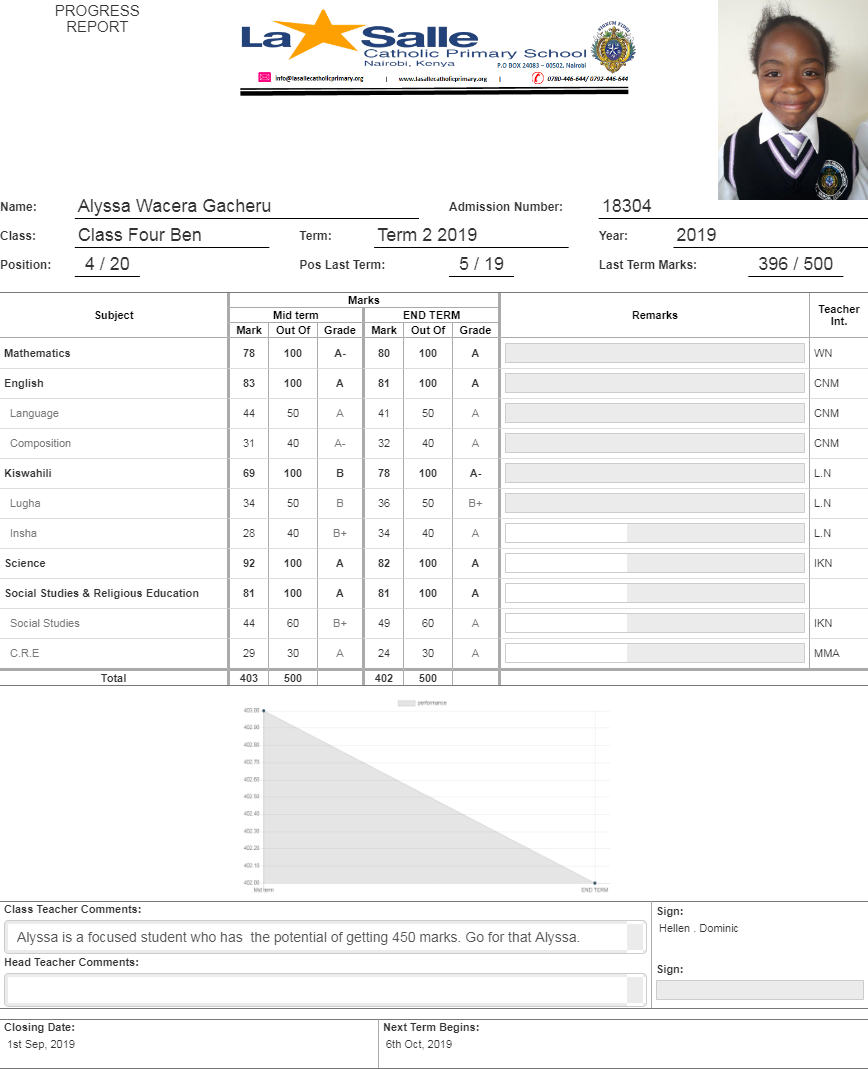 PROGRESS
REPORT
La Salle
Catholic Primary School
Nairobi, Kenya
P.O BOX 24083 – 00502, Nairobi
info@lasallecatholicprimary.org | www.lasallecatholicprimary.org | 0780-446-644/ 0792-446-644
Name: Alyssa Wacera Gacheru Admission Number: 18304
Class: Class Four Ben Term: Term 2 2019 Year: 2019
Position: 4 / 20 Pos Last Term: 5 / 19 Last Term Marks: 396 / 500
Subject Marks Remarks Teacher Int.
Mid term END TERM
Mark Out Of Grade Mark Out Of Grade
Mathematics 78 100 A- 80 100 A WN
English 83 100 A 81 100 A CNM
Language 44 50 A 41 50 A CNM
Composition 31 40 A- 32 40 A CNM
Kiswahili 69 100 B 78 100 A- L.N
Lugha 34 50 B 36 50 B+ L.N
Insha 28 40 B+ 34 40 A L.N
Science 92 100 A 82 100 A IKN
Social Studies & Religious Education 81 100 A 81 100 A
Social Studies 44 60 B+ 49 60 A IKN
C.R.E 29 30 A 24 30 A MMA
Total 403 500 402 500
performance
403.00
402.90
402.80
402.70
402.60
402.50
402.40
402.30
402.20
402.10
402.00
Mid term END TERM
Class Teacher Comments:
Alyssa is a focused student who has the potential of getting 450 marks. Go for that Alyssa.
Sign:
Hellen . Dominic
Head Teacher Comments:
Sign:
Closing Date: Next Term Begins:
1st Sep, 2019 6th Oct, 2019